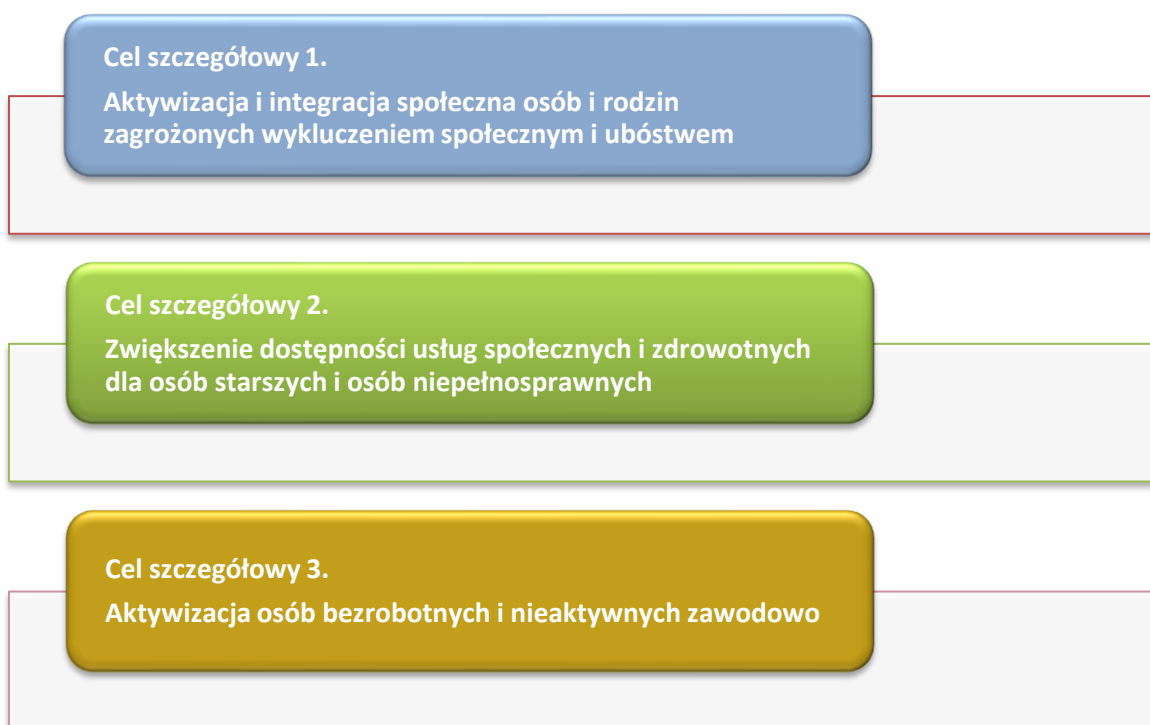 Cel szczegółowy 1.
Aktywizacja i integracja społeczna osób i rodzin
zagrożonych wykluczeniem społecznym i ubóstwem
Cel szczegółowy 2.
Zwiększenie dostępności usług społecznych i zdrowotnych
dla osób starszych i osób niepełnosprawnych
Cel szczegółowy 3.
Aktywizacja osób bezrobotnych i nieaktywnych zawodowo